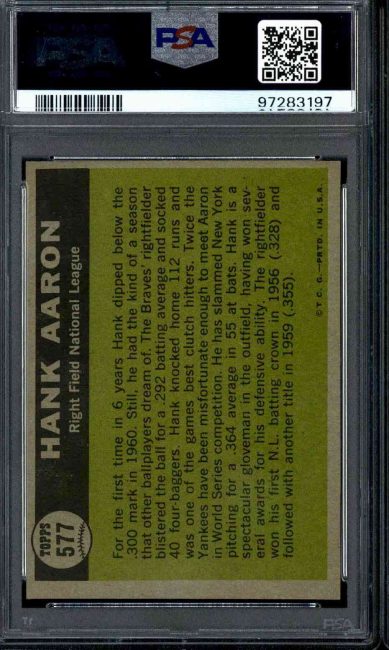 PSA
97283197
TOPPS
577
HANK AARON
Right Field National League
For the first time in 6 years Hank dipped below the
.300 mark in 1960. Still, he had the kind of a season
that other ballplayers dream of. The Braves' rightfielder
blistered the ball for a .292 batting average and socked
40 four-baggers. Hank knocked home 112 runs and
was one of the games best clutch hitters. Twice the
Yankees have been misfortunate enough to meet Aaron
in World Series competition. He has slammed New York
pitching for a .364 average in 55 at bats. Hank is a
spectacular gloveman in the outfield, having won sev-
eral awards for his defensive ability. The rightfielder
won his first N.L. batting crown in 1956 (.328) and
followed with another title in 1959 (.355).
© T. C. G.—PRTD. IN U.S.A.
PSA